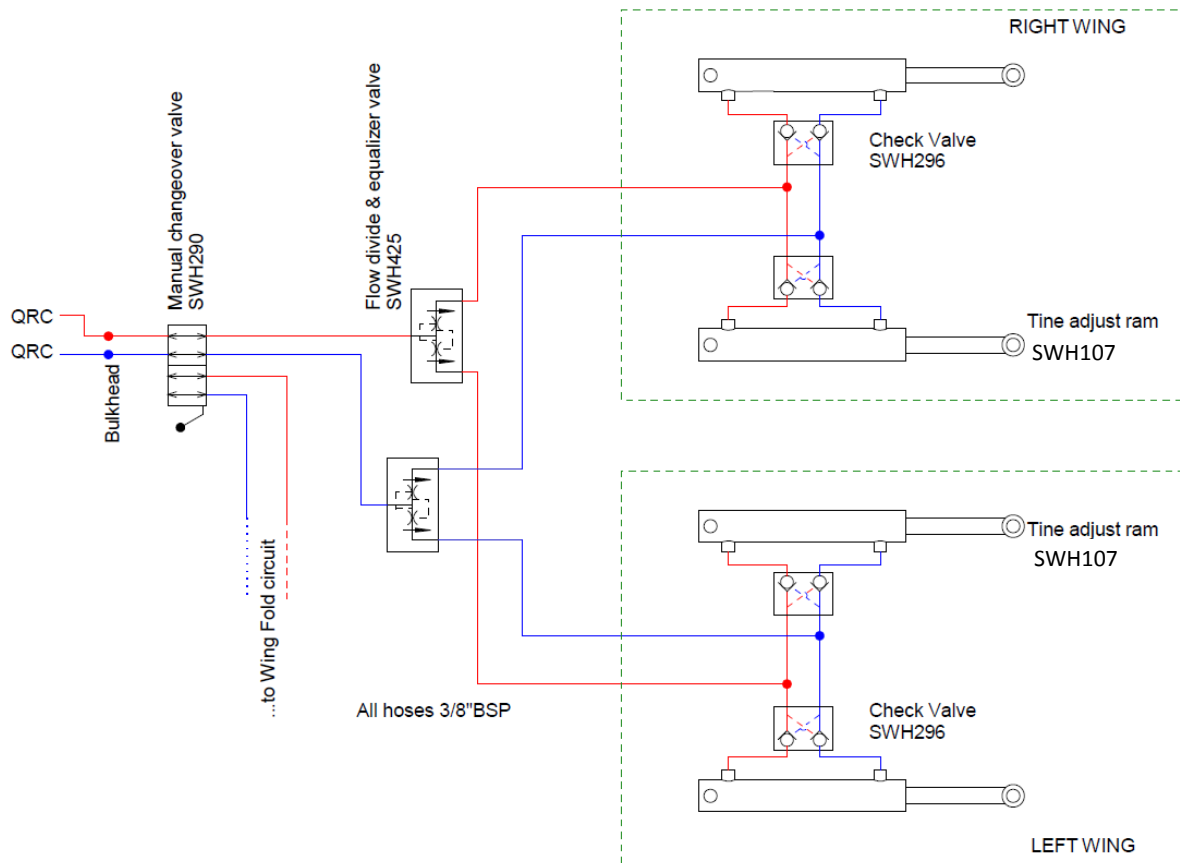 RIGHT WING
Check Valve
SWH296
Manual changeover valve
SWH290
Flow divide & equalizer valve
SWH425
QRC
QRC
Bulkhead
Tine adjust ram
SWH107
...to Wing Fold circuit
All hoses 3/8"BSP
Tine adjust ram
SWH107
Check Valve
SWH296
LEFT WING